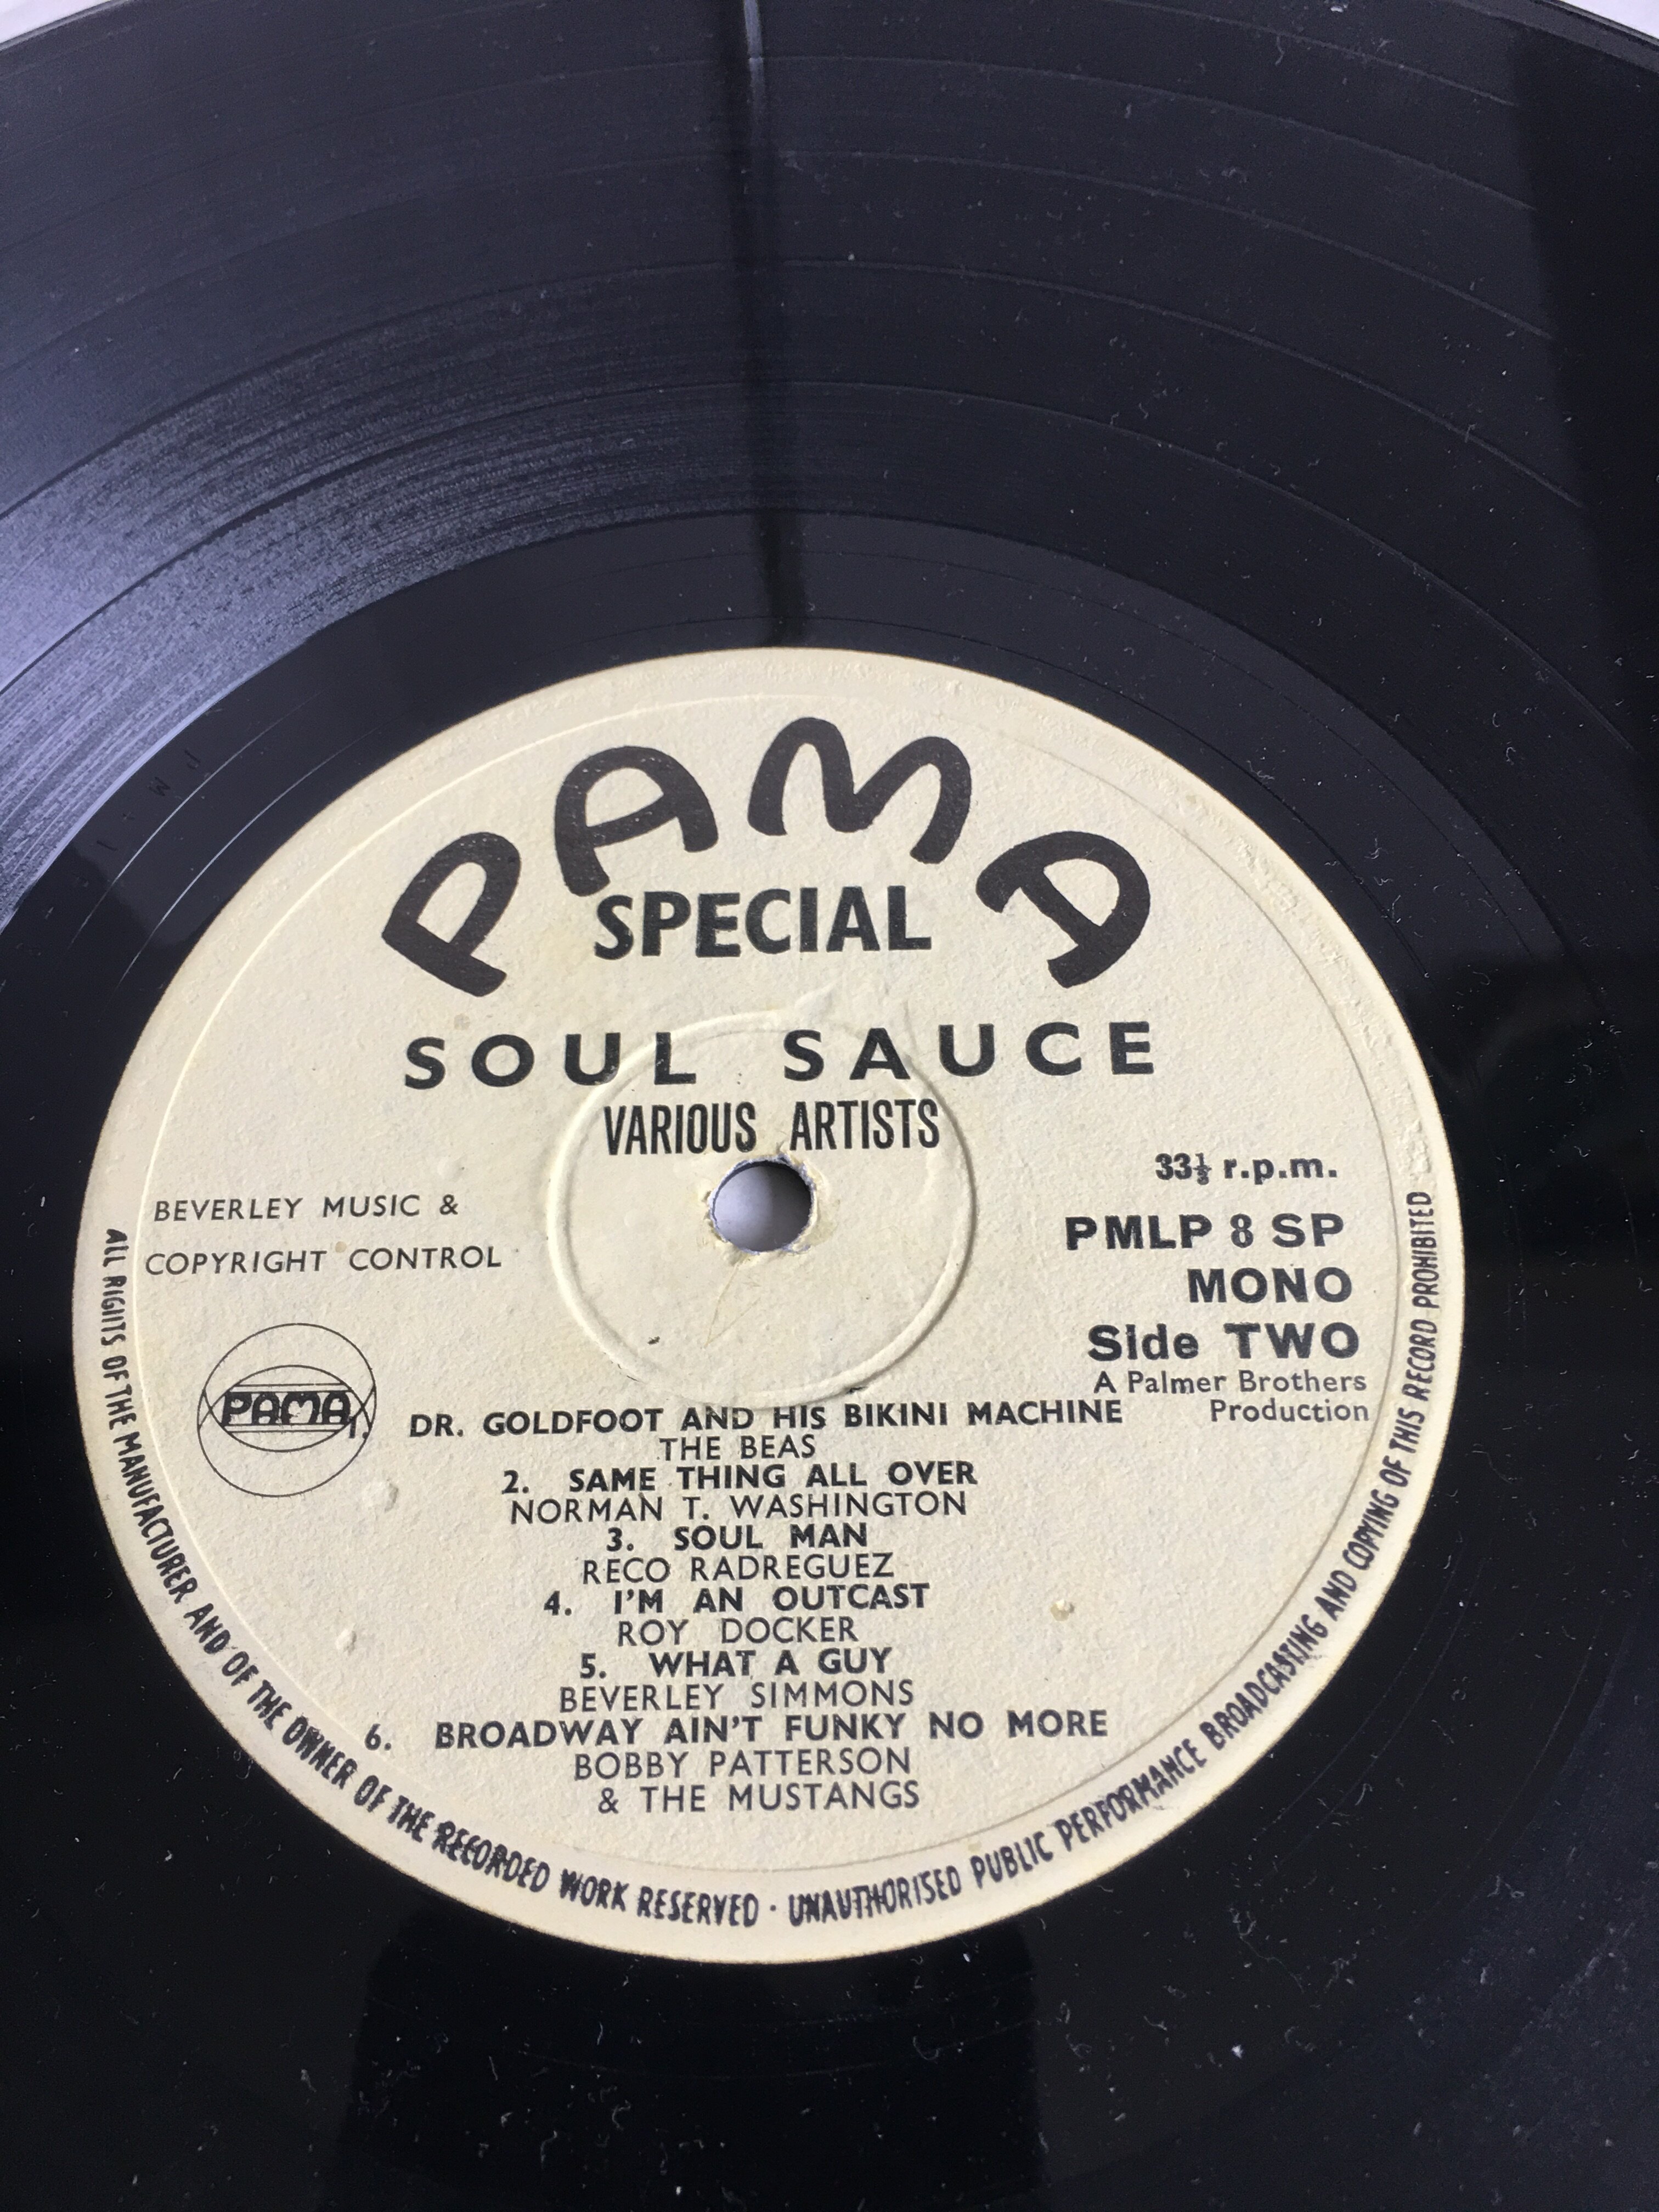 PAMA
SPECIAL
SOUL SAUCE
VARIOUS ARTISTS
33⅓ r.p.m.
BEVERLEY MUSIC &
COPYRIGHT CONTROL
PMLP 8 SP
MONO
Side TWO
A Palmer Brothers
Production
PAMA
1. DR. GOLDFOOT AND HIS BIKINI MACHINE
THE BEAS
2. SAME THING ALL OVER
NORMAN T. WASHINGTON
3. SOUL MAN
RECO RADREGUEZ
4. I'M AN OUTCAST
ROY DOCKER
5. WHAT A GUY
BEVERLEY SIMMONS
6. BROADWAY AIN'T FUNKY NO MORE
BOBBY PATTERSON
& THE MUSTANGS
ALL RIGHTS OF THE MANUFACTURER AND OF THE OWNER OF THE RECORDED WORK RESERVED · UNAUTHORISED PUBLIC PERFORMANCE BROADCASTING AND COPYING OF THIS RECORD PROHIBITED